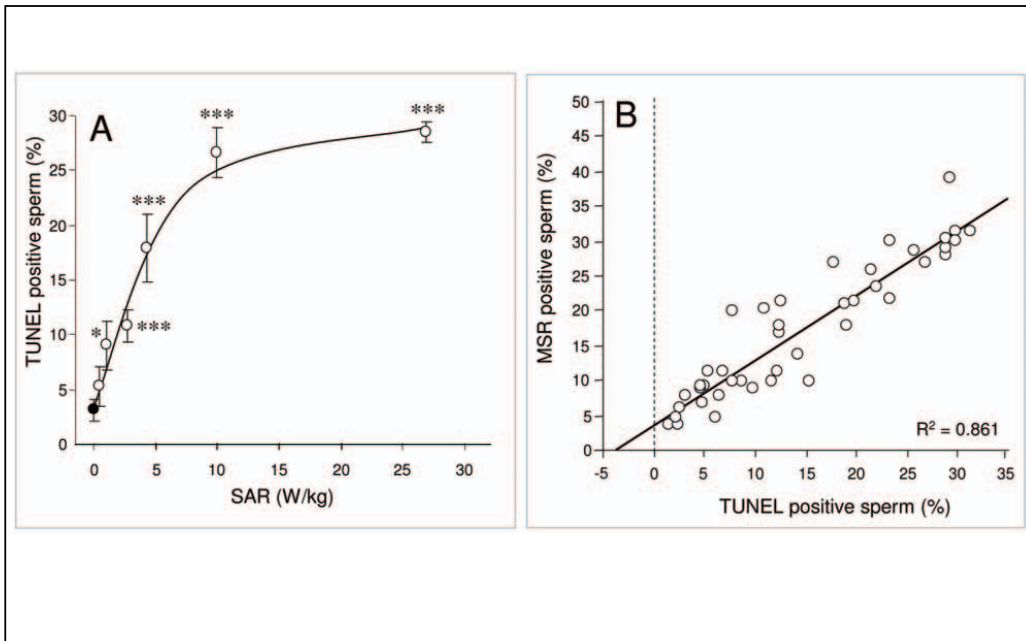 A
TUNEL positive sperm (%)
30
25
20
15
10
5
0
***
***
***
***
*
0 5 10 15 20 25 30
SAR (W/kg)
B
MSR positive sperm (%)
50
45
40
35
30
25
20
15
10
5
0
R² = 0.861
-5 0 5 10 15 20 25 30 35
TUNEL positive sperm (%)